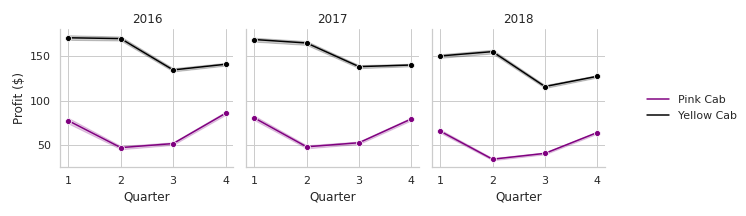 2016 2017 2018
Profit ($)
150
100
50
Pink Cab
Yellow Cab
1 2 3 4 1 2 3 4 1 2 3 4
Quarter Quarter Quarter